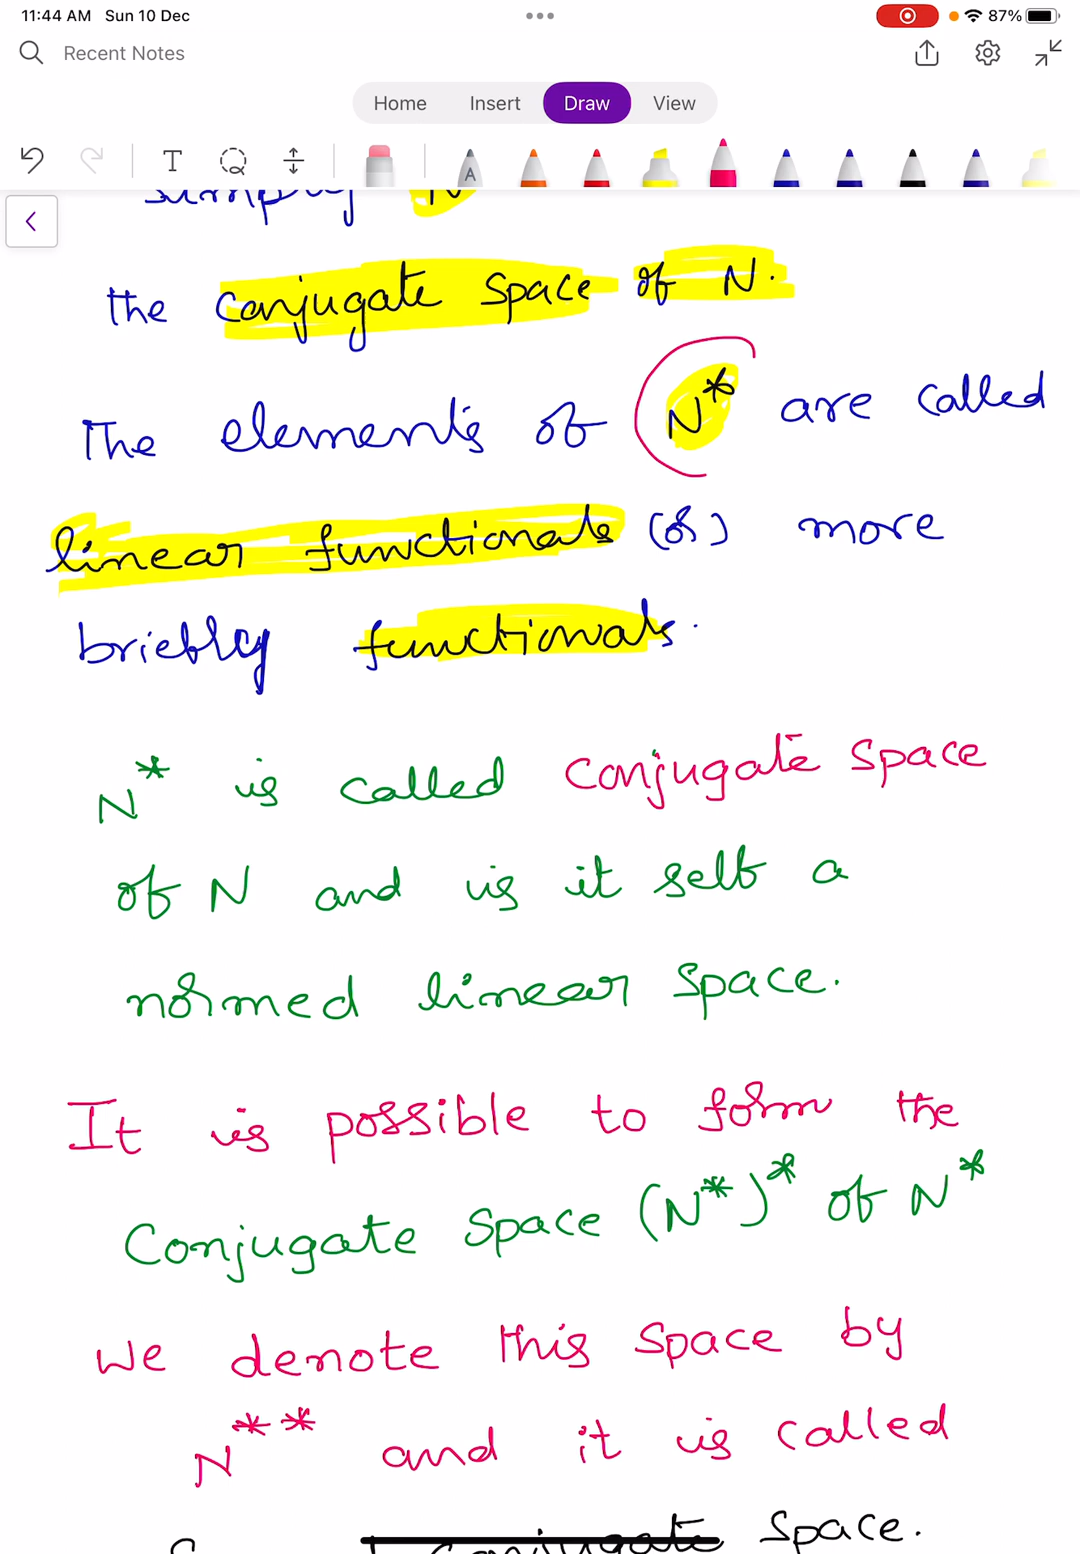 11:44 AM Sun 10 Dec
87%
Recent Notes
Home Insert Draw View
T A
simply N
the conjugate space of N.
The elements of N* are called
linear functionals (or) more
briefly functionals.
N* is called conjugate space
of N and is it self a
normed linear space.
It is possible to form the
Conjugate Space (N*)* of N*
We denote this space by
N** and it is called
conjugate space.